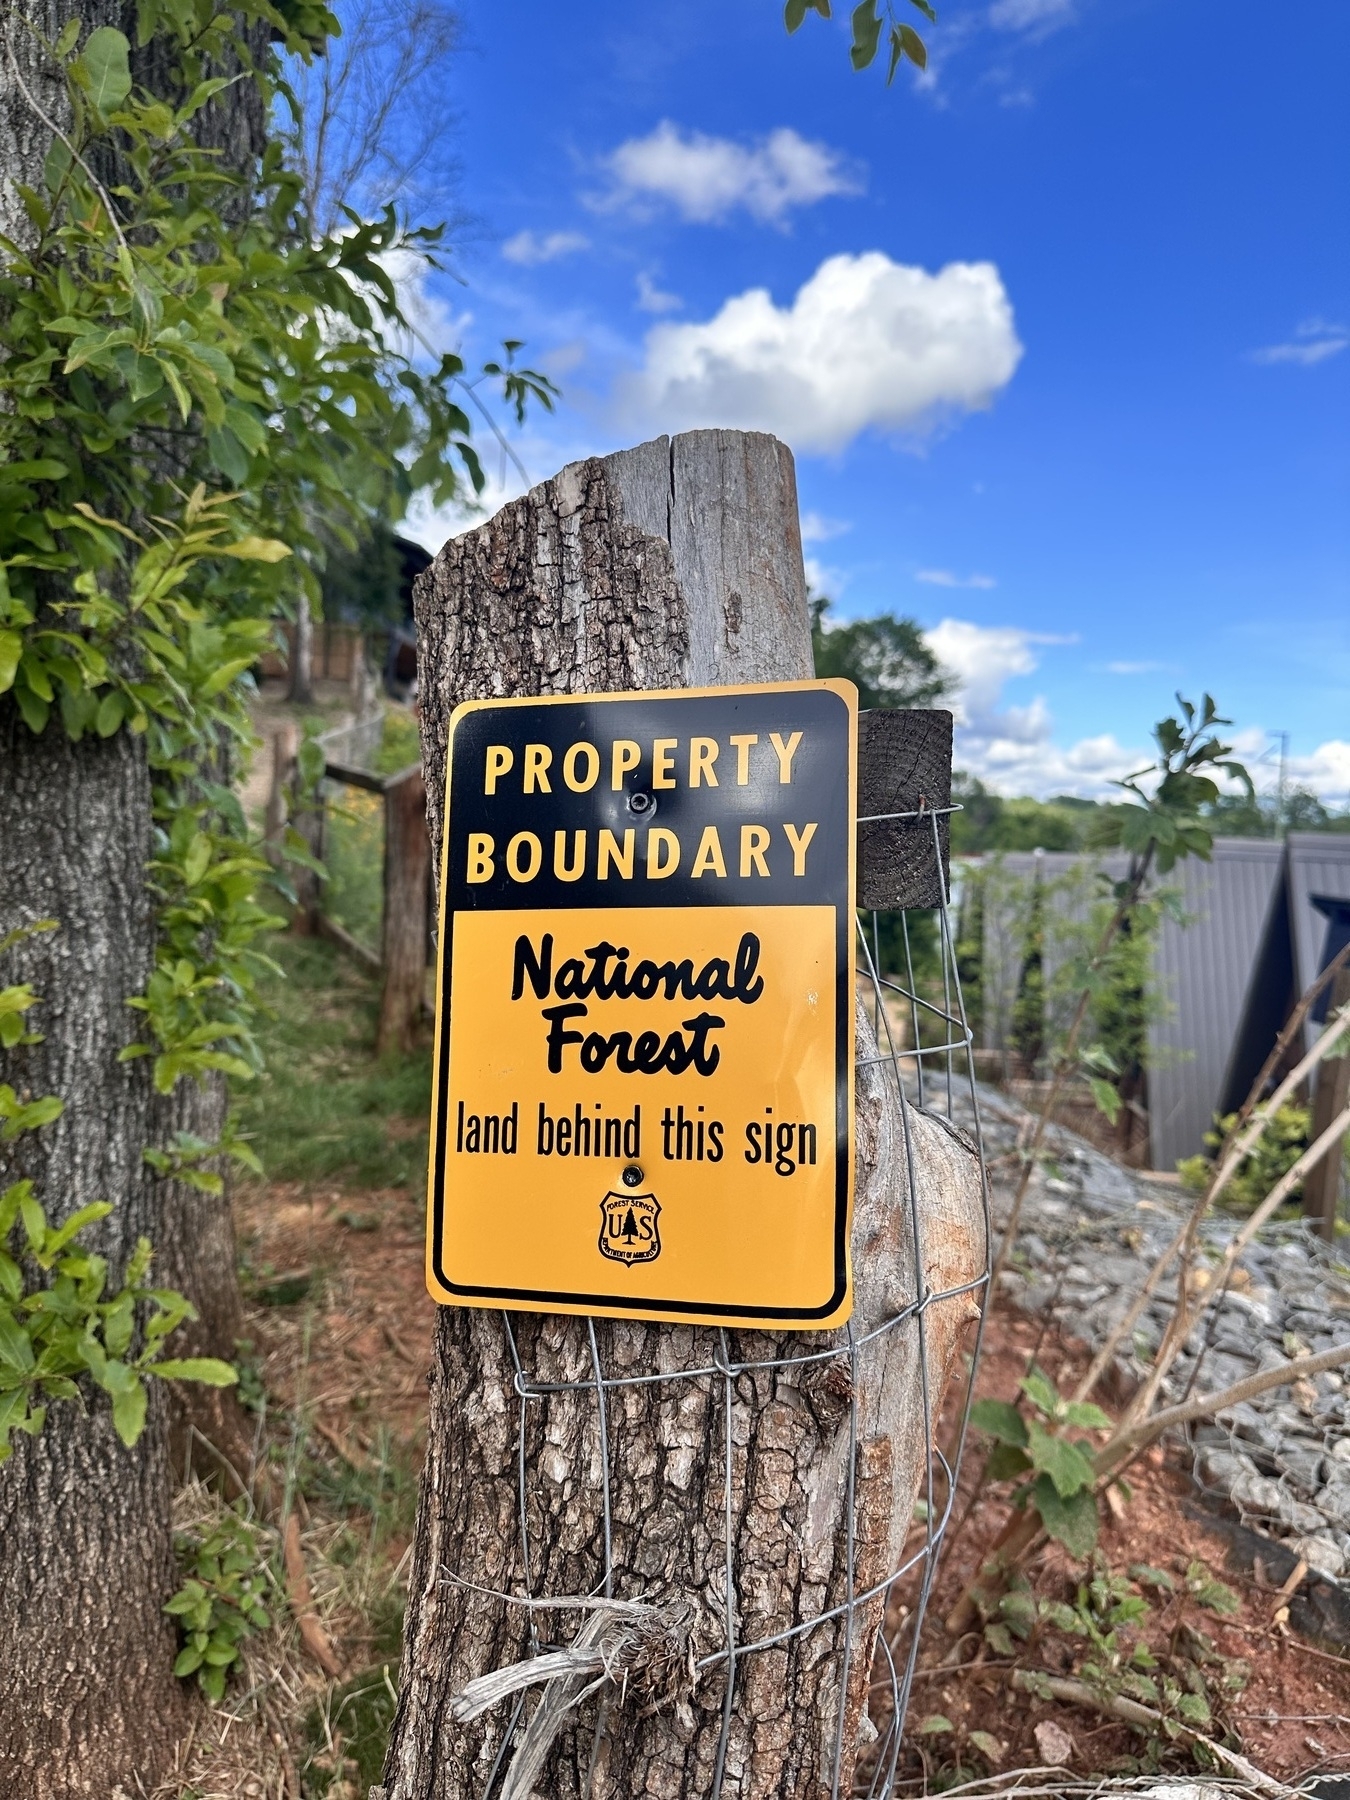 PROPERTY
BOUNDARY
National
Forest
land behind this sign
FOREST SERVICE
U S
DEPARTMENT OF AGRICULTURE